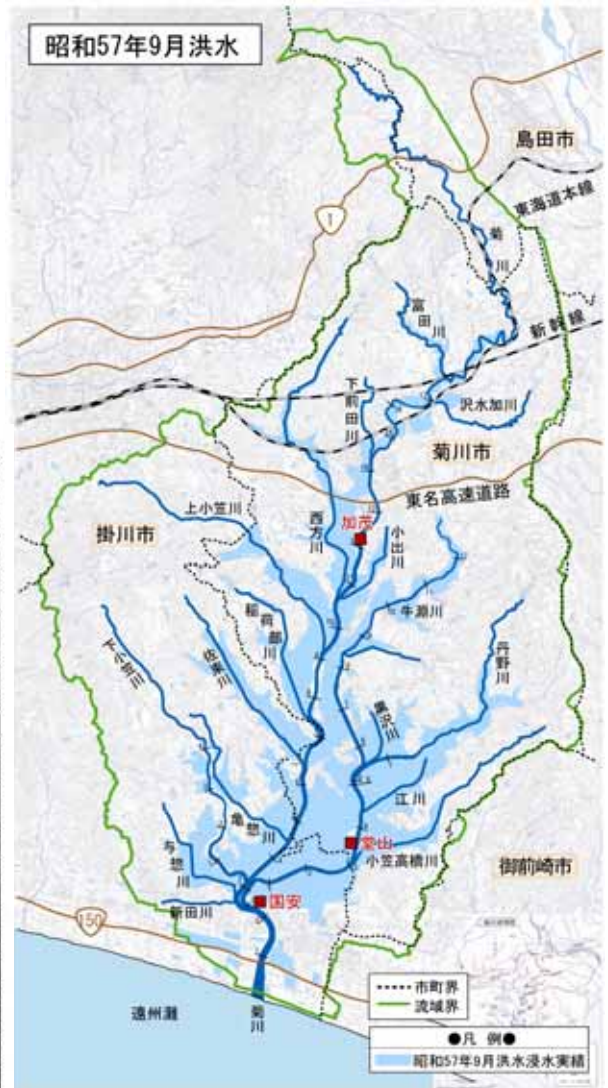 昭和57年9月洪水
島田市
東海道本線
1
菊川
富田川
新幹線
下前田川
沢水加川
菊川市
東名高速道路
上小笠川
西方川
加茂
小出川
掛川市
牛淵川
稲荷部川
佐束川
下小笠川
丹野川
黒沢川
江川
亀惣川
堂山
小笠高橋川
与惣川
御前崎市
国安
新田川
150
遠州灘
菊川
市町界
流域界
●凡 例●
昭和57年9月洪水浸水実績